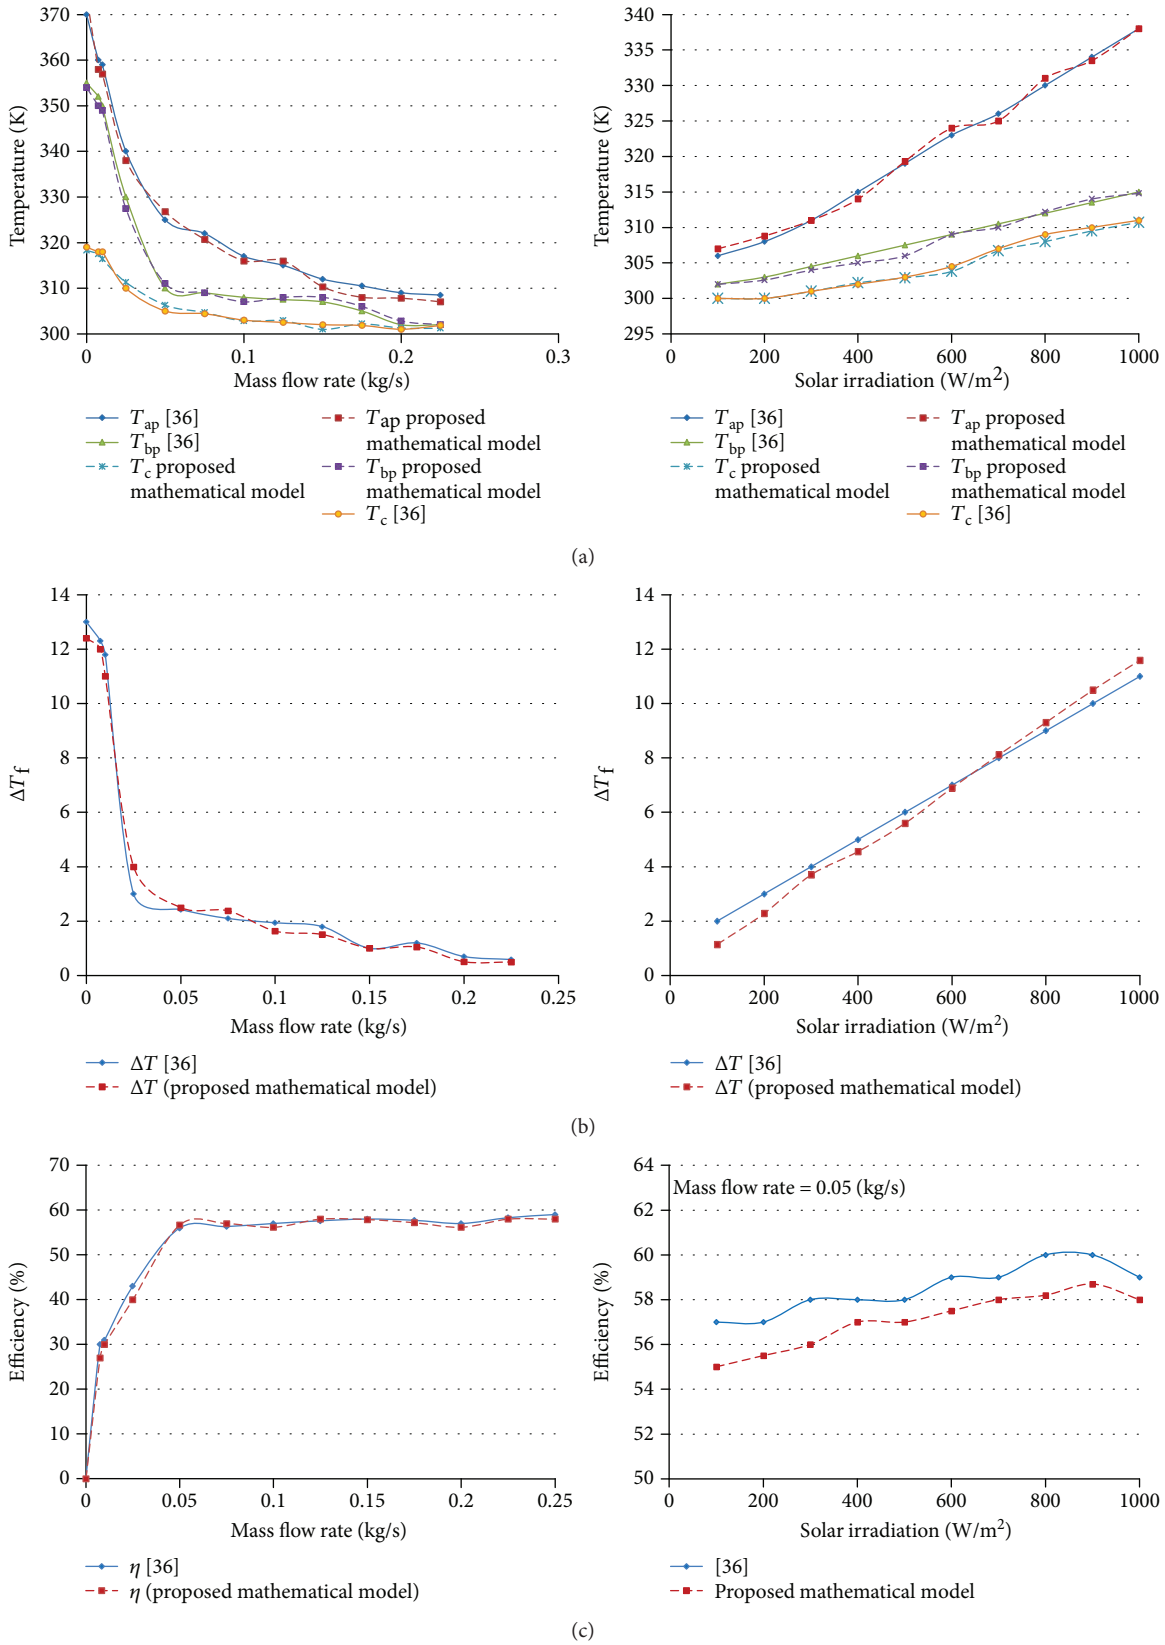 370
360
350
340
330
320
310
300
Temperature (K)
0
0.1
0.2
0.3
Mass flow rate (kg/s)
T_ap [36]
T_bp [36]
T_c proposed
mathematical model
T_ap proposed
mathematical model
T_bp proposed
mathematical model
T_c [36]
340
335
330
325
320
315
310
305
300
295
Temperature (K)
0
200
400
600
800
1000
Solar irradiation (W/m²)
T_ap [36]
T_bp [36]
T_c proposed
mathematical model
T_ap proposed
mathematical model
T_bp proposed
mathematical model
T_c [36]
(a)
14
12
10
8
6
4
2
0
ΔT_f
0
0.05
0.1
0.15
0.2
0.25
Mass flow rate (kg/s)
ΔT [36]
ΔT (proposed mathematical model)
14
12
10
8
6
4
2
0
ΔT_f
0
200
400
600
800
1000
Solar irradiation (W/m²)
ΔT [36]
ΔT (proposed mathematical model)
(b)
70
60
50
40
30
20
10
0
Efficiency (%)
0
0.05
0.1
0.15
0.2
0.25
Mass flow rate (kg/s)
η [36]
η (proposed mathematical model)
64
62
60
58
56
54
52
50
Efficiency (%)
Mass flow rate = 0.05 (kg/s)
0
200
400
600
800
1000
Solar irradiation (W/m²)
[36]
Proposed mathematical model
(c)